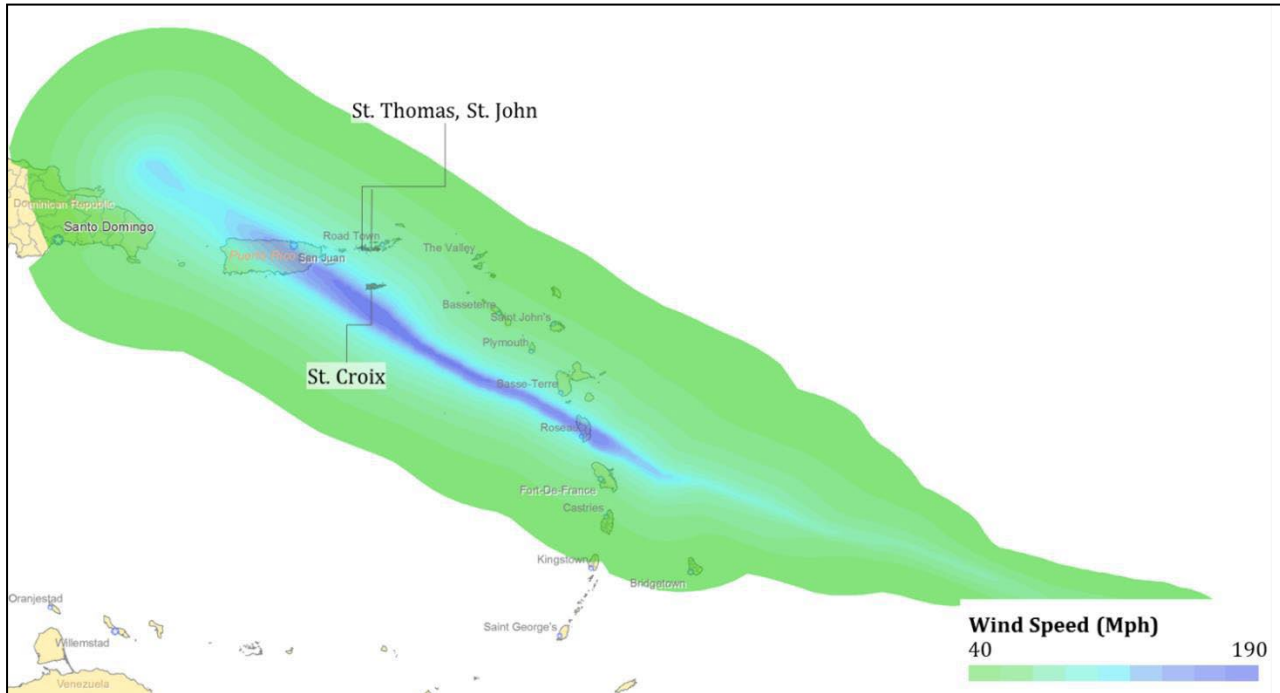 St. Thomas, St. John
Dominican Republic
Santo Domingo
Road Town
The Valley
Puerto Rico
San Juan
Basseterre
Saint John's
Plymouth
St. Croix
Basse-Terre
Roseau
Fort-De-France
Castries
Kingstown
Bridgetown
Oranjestad
Saint George's
Willemstad
Venezuela
Wind Speed (Mph)
40 190